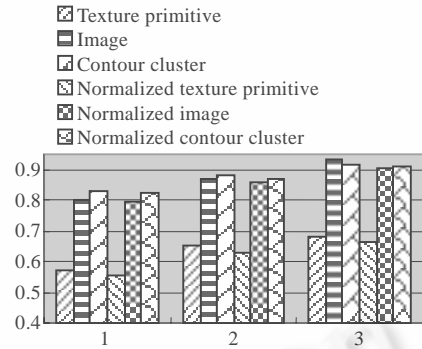 Texture primitive
Image
Contour cluster
Normalized texture primitive
Normalized image
Normalized contour cluster
0.9
0.8
0.7
0.6
0.5
0.4
1 2 3